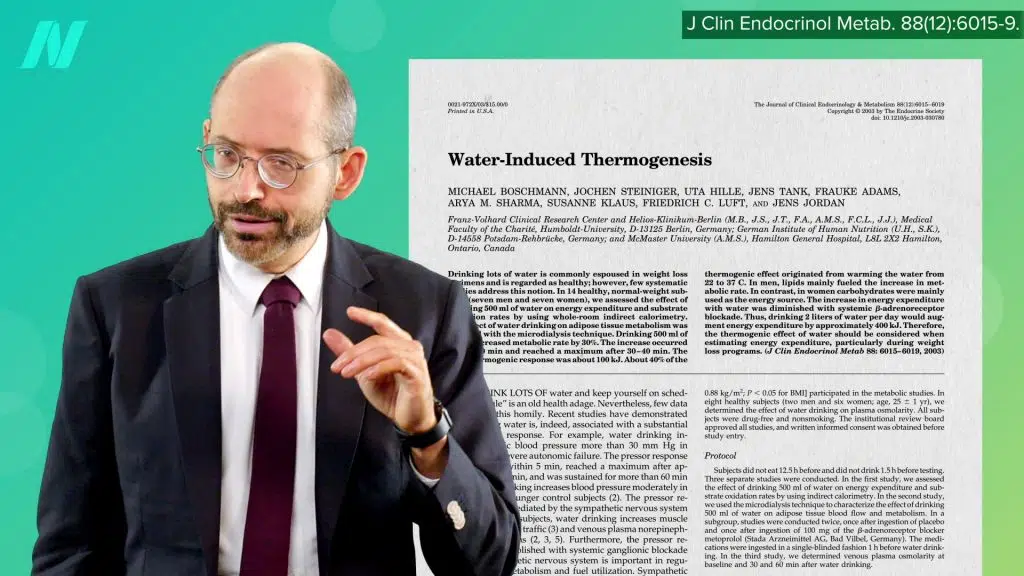 J Clin Endocrinol Metab. 88(12):6015-9.
N
0021-972X/03/$15.00/0
Printed in U.S.A.
The Journal of Clinical Endocrinology & Metabolism 88(12):6015–6019
Copyright © 2003 by The Endocrine Society
doi: 10.1210/jc.2003-030780
Water-Induced Thermogenesis
MICHAEL BOSCHMANN, JOCHEN STEINIGER, UTA HILLE, JENS TANK, FRAUKE ADAMS,
ARYA M. SHARMA, SUSANNE KLAUS, FRIEDRICH C. LUFT, AND JENS JORDAN
Franz-Volhard Clinical Research Center and Helios-Klinikum-Berlin (M.B., J.S., J.T., F.A., A.M.S., F.C.L., J.J.), Medical
Faculty of the Charité, Humboldt-University, D-13125 Berlin, Germany; German Institute of Human Nutrition (U.H., S.K.),
D-14558 Potsdam-Rehbrücke, Germany; and McMaster University (A.M.S.), Hamilton General Hospital, L8L 2X2 Hamilton,
Ontario, Canada
Drinking lots of water is commonly espoused in weight loss
imens and is regarded as healthy; however, few systematic
ies address this notion. In 14 healthy, normal-weight sub-
(seven men and seven women), we assessed the effect of
ing 500 ml of water on energy expenditure and substrate
on rates by using whole-room indirect calorimetry.
ct of water drinking on adipose tissue metabolism was
with the microdialysis technique. Drinking 500 ml of
creased metabolic rate by 30%. The increase occurred
min and reached a maximum after 30–40 min. The
mogenic response was about 100 kJ. About 40% of the
thermogenic effect originated from warming the water from
22 to 37 C. In men, lipids mainly fueled the increase in met-
abolic rate. In contrast, in women carbohydrates were mainly
used as the energy source. The increase in energy expenditure
with water was diminished with systemic β-adrenoreceptor
blockade. Thus, drinking 2 liters of water per day would aug-
ment energy expenditure by approximately 400 kJ. Therefore,
the thermogenic effect of water should be considered when
estimating energy expenditure, particularly during weight
loss programs. (J Clin Endocrinol Metab 88: 6015–6019, 2003)
INK LOTS OF water and keep yourself on sched-
le" is an old health adage. Nevertheless, few data
this homily. Recent studies have demonstrated
water is, indeed, associated with a substantial
response. For example, water drinking in-
c blood pressure more than 30 mm Hg in
vere autonomic failure. The pressor response
within 5 min, reached a maximum after ap-
min, and was sustained for more than 60 min
king increases blood pressure moderately in
unger control subjects (2). The pressor re-
ediated by the sympathetic nervous system
subjects, water drinking increases muscle
traffic (3) and venous plasma norepineph-
s (2, 3, 5). Furthermore, the pressor re-
olished with systemic ganglionic blockade
etic nervous system is important in regu-
etabolism and fuel utilization. Sympathetic
0.88 kg/m²; P < 0.05 for BMI] participated in the metabolic studies. In
eight healthy subjects (two men and six women; age, 25 ± 1 yr), we
determined the effect of water drinking on plasma osmolarity. All sub-
jects were drug-free and nonsmoking. The institutional review board
approved all studies, and written informed consent was obtained before
study entry.
Protocol
Subjects did not eat 12.5 h before and did not drink 1.5 h before testing.
Three separate studies were conducted. In the first study, we assessed
the effect of drinking 500 ml of water on energy expenditure and sub-
strate oxidation rates by using indirect calorimetry. In the second study,
we used the microdialysis technique to characterize the effect of drinking
500 ml of water on adipose tissue blood flow and metabolism. In a
subgroup, studies were conducted twice, once after ingestion of placebo
and once after ingestion of 100 mg of the β-adrenoreceptor blocker
metoprolol (Stada Arzneimittel AG, Bad Vilbel, Germany). The medi-
cations were ingested in a single-blinded fashion 1 h before water drink-
ing. In the third study, we determined venous plasma osmolarity at
baseline and 30 and 60 min after water drinking.